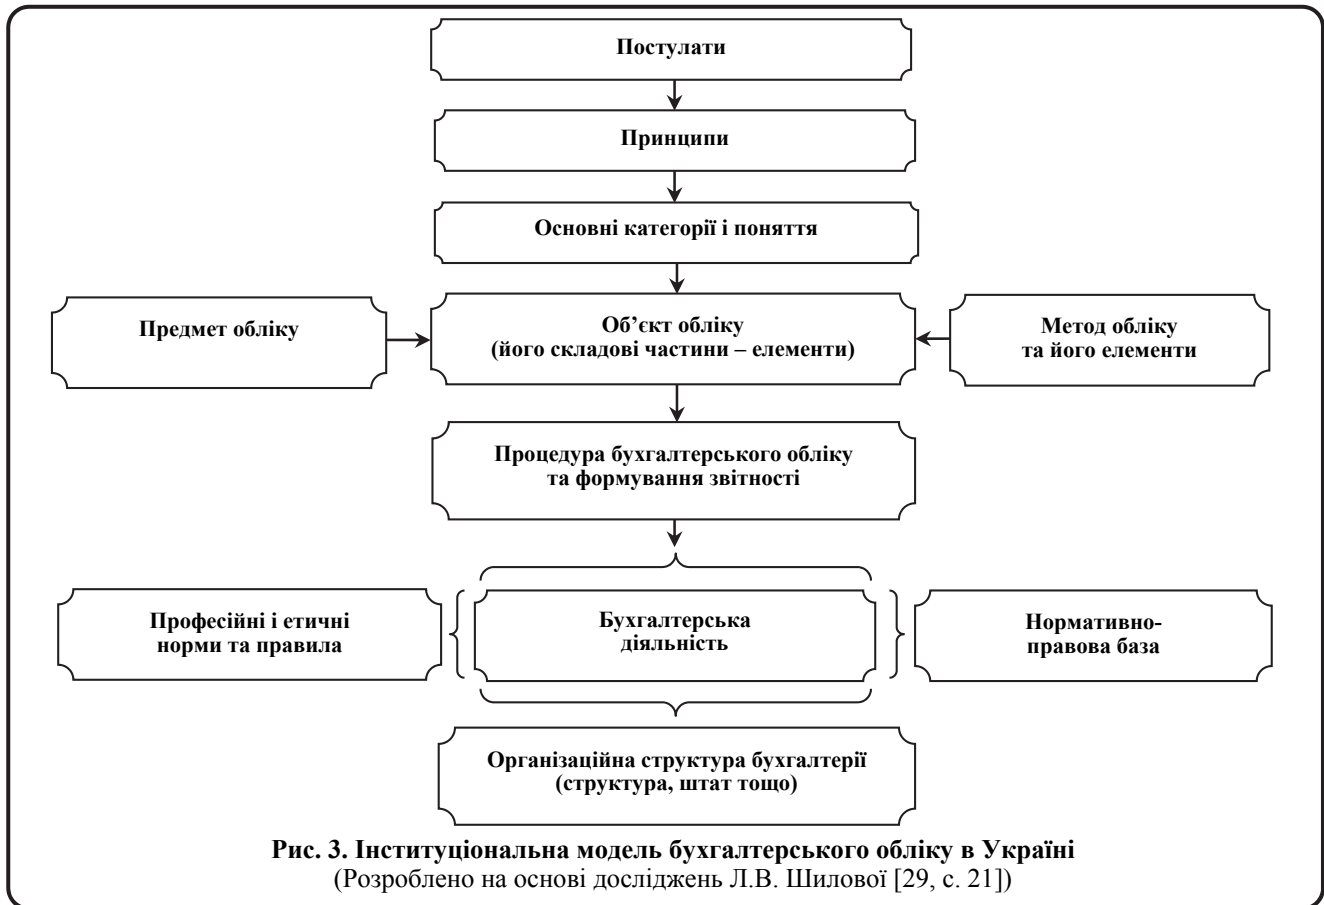 Постулати
Принципи
Основні категорії і поняття
Предмет обліку
Об’єкт обліку
(його складові частини – елементи)
Метод обліку
та його елементи
Процедура бухгалтерського обліку
та формування звітності
Професійні і етичні
норми та правила
Бухгалтерська
діяльність
Нормативно-
правова база
Організаційна структура бухгалтерії
(структура, штат тощо)
Рис. 3. Інституціональна модель бухгалтерського обліку в Україні
(Розроблено на основі досліджень Л.В. Шилової [29, с. 21])